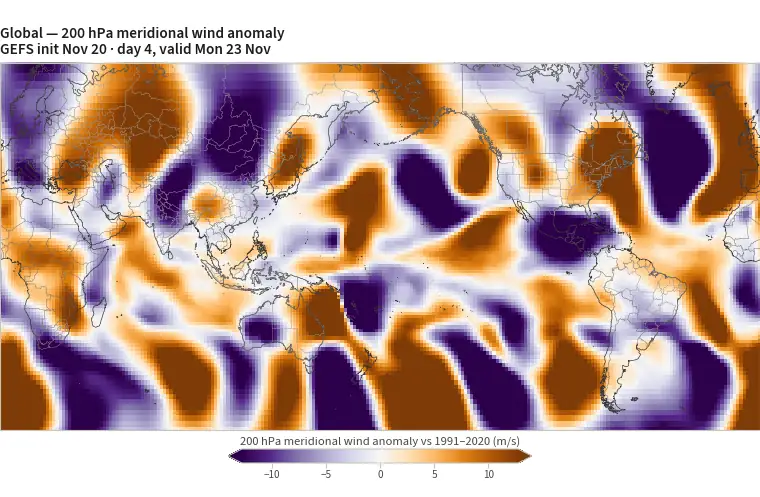 Global — 200 hPa meridional wind anomaly
GEFS init Nov 20 · day 4, valid Mon 23 Nov
200 hPa meridional wind anomaly vs 1991–2020 (m/s)
−10 −5 0 5 10